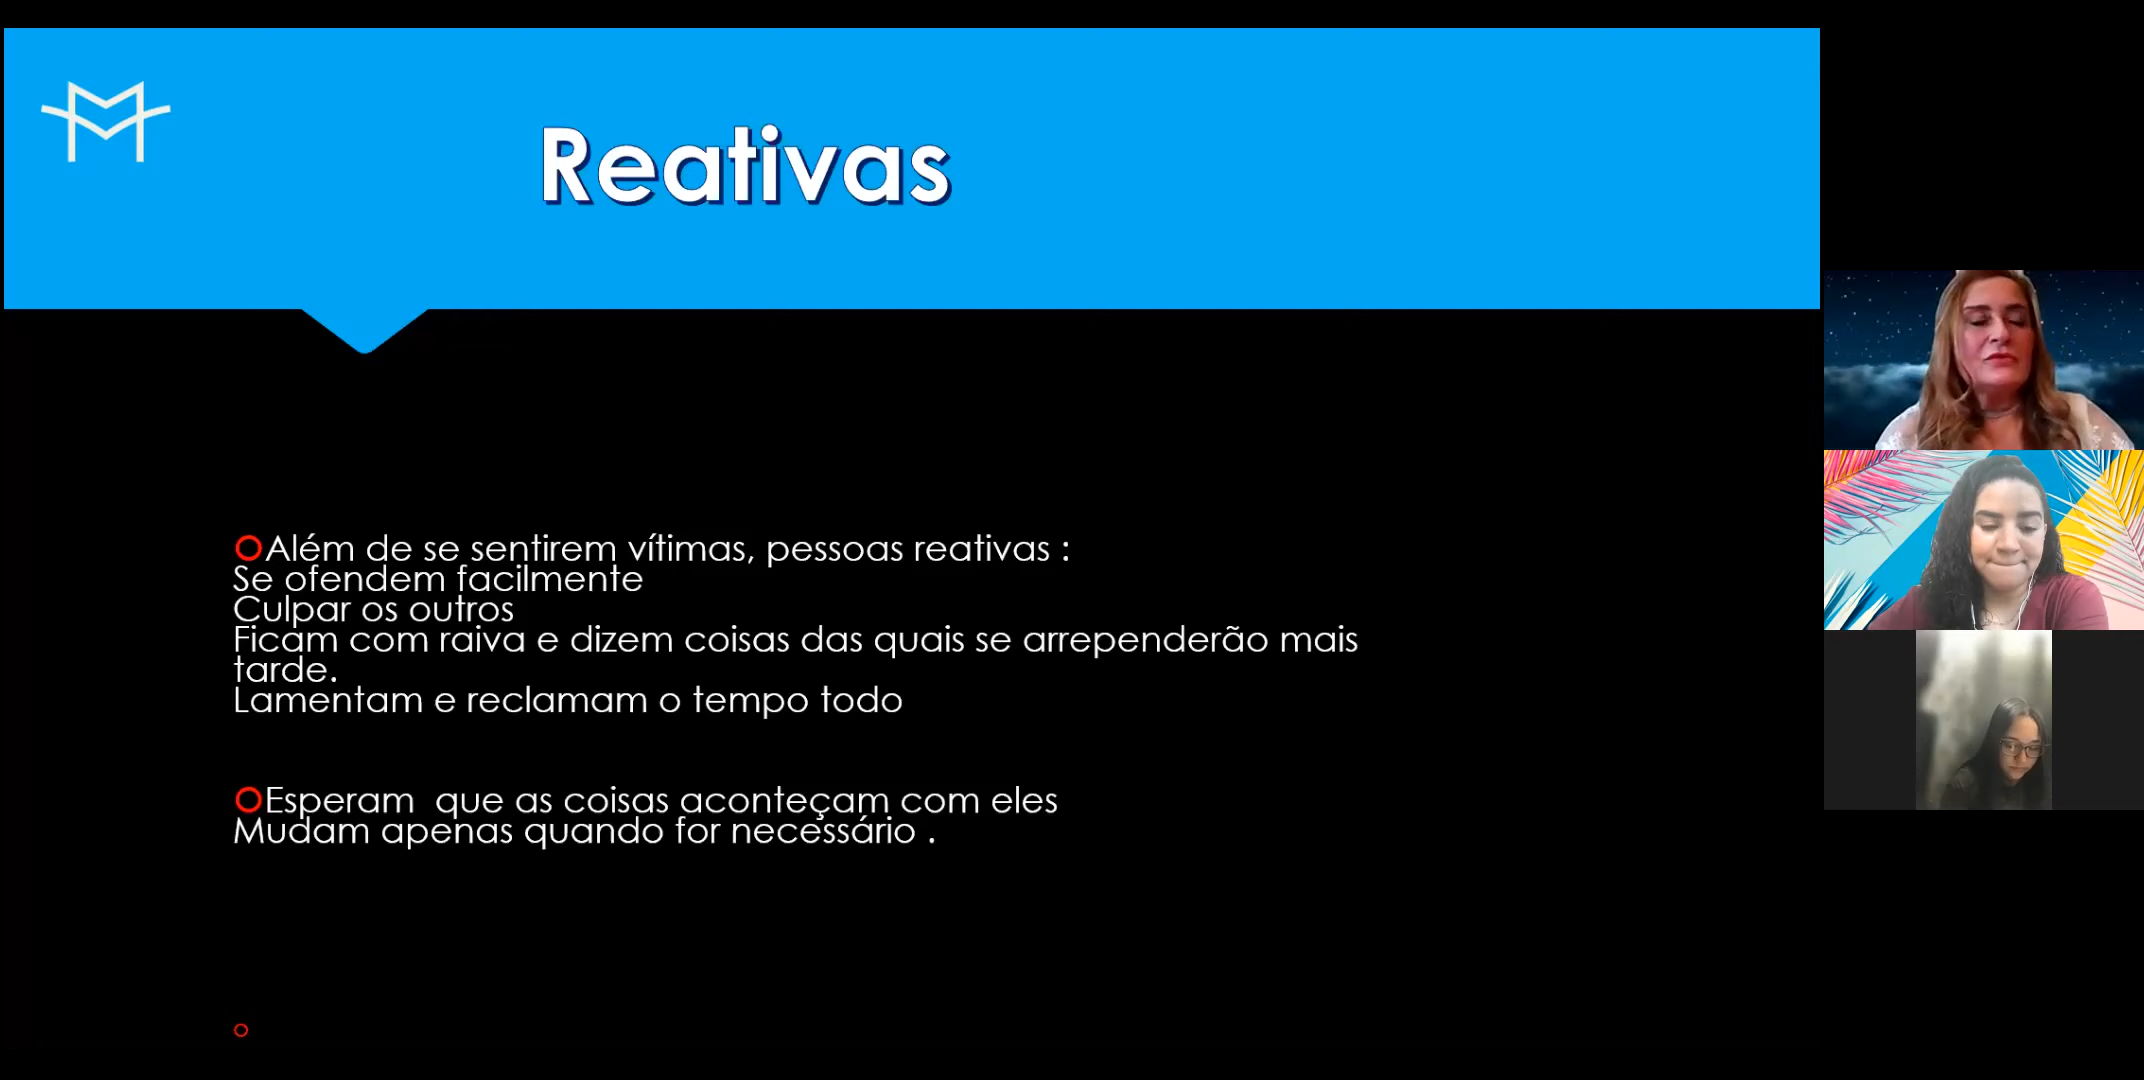 Reativas
Além de se sentirem vítimas, pessoas reativas :
Se ofendem facilmente
Culpar os outros
Ficam com raiva e dizem coisas das quais se arrependerão mais
tarde.
Lamentam e reclamam o tempo todo
Esperam  que as coisas aconteçam com eles
Mudam apenas quando for necessário .